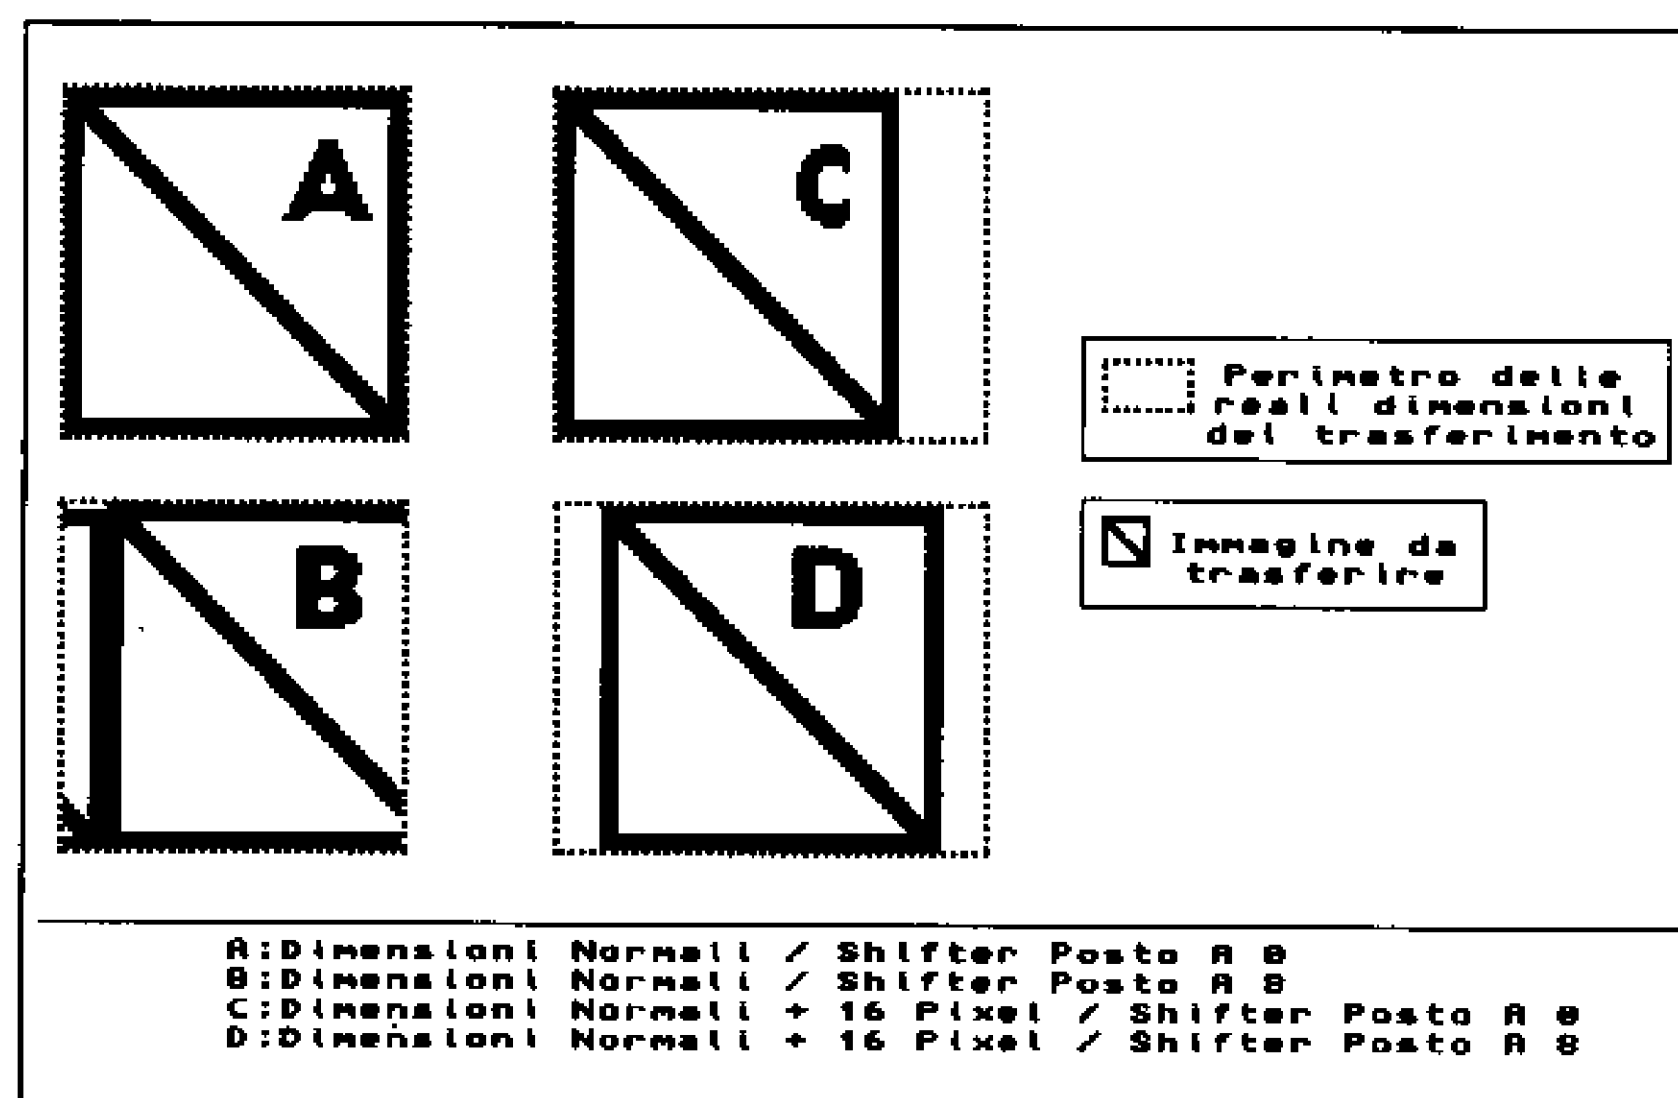 A
C
Perimetro delle
reali dimensioni
del trasferimento
B
D
Immagine da
trasferire
A:Dimensioni Normali / Shifter Posto A 0
B:Dimensioni Normali / Shifter Posto A 8
C:Dimensioni Normali + 16 Pixel / Shifter Posto A 0
D:Dimensioni Normali + 16 Pixel / Shifter Posto A 8